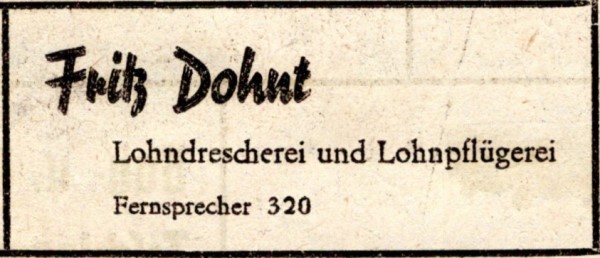 Fritz Dohnt
Lohndrescherei und Lohnpflügerei
Fernsprecher 320